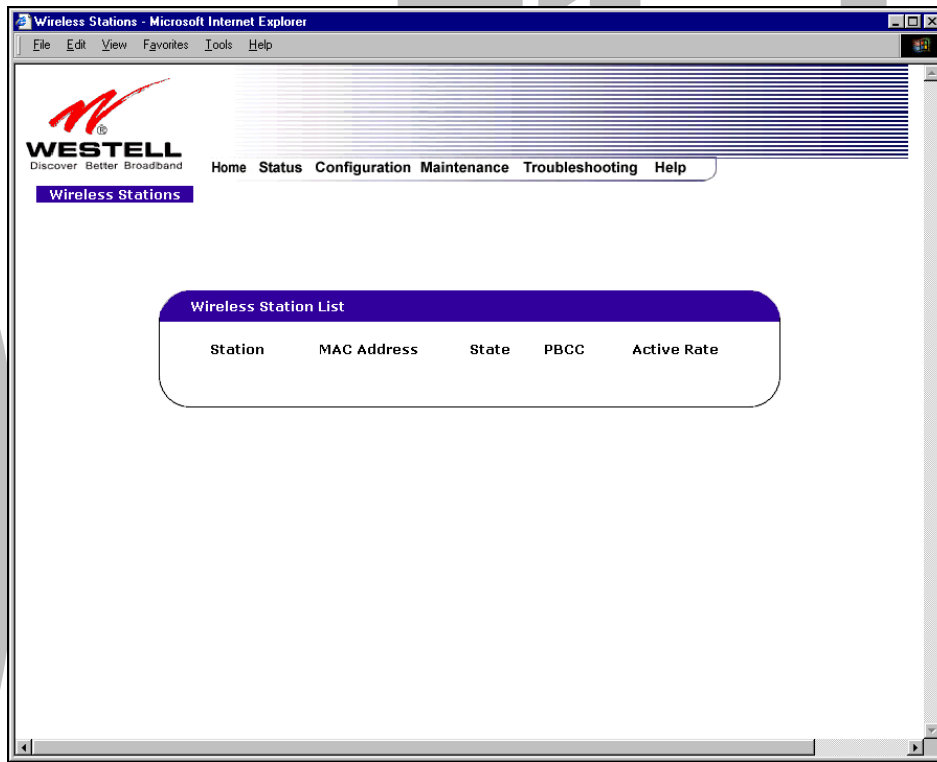 Wireless Stations - Microsoft Internet Explorer
File Edit View Favorites Tools Help
®
WESTELL
Discover Better Broadband
Home Status Configuration Maintenance Troubleshooting Help
Wireless Stations
Wireless Station List
Station MAC Address State PBCC Active Rate